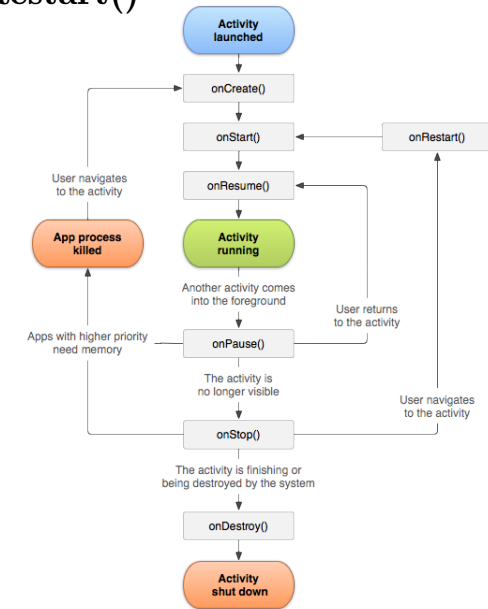 Restart()
Activity
launched
onCreate()
onStart()
onRestart()
User navigates
to the activity
onResume()
App process
killed
Activity
running
Another activity comes
into the foreground
User returns
to the activity
Apps with higher priority
need memory
onPause()
The activity is
no longer visible
User navigates
to the activity
onStop()
The activity is finishing or
being destroyed by the system
onDestroy()
Activity
shut down